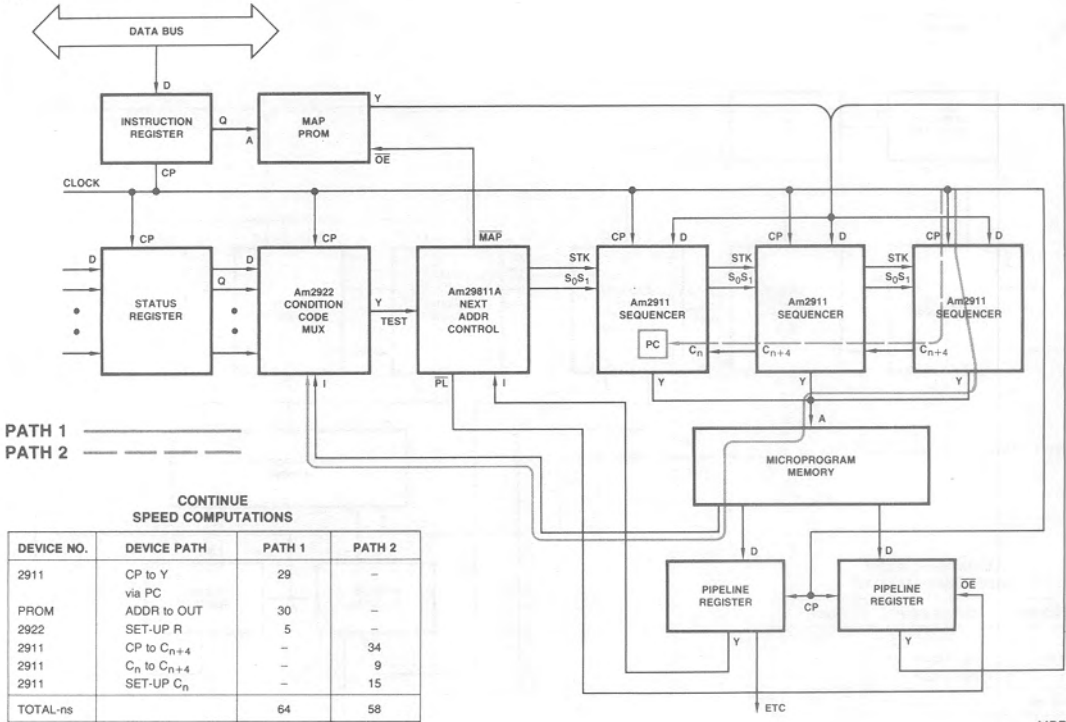 DATA BUS
D
INSTRUCTION
REGISTER
Q
A
MAP
PROM
Y
OE
CP
CLOCK
CP
CP
MAP
CP
D
CP
D
CP
D
D
STATUS
REGISTER
D
Q
Am2922
CONDITION
CODE
MUX
Y
TEST
Am29811A
NEXT
ADDR
CONTROL
STK
S0S1
Am2911
SEQUENCER
PC
STK
S0S1
Am2911
SEQUENCER
STK
S0S1
Am2911
SEQUENCER
Cn
Cn+4
Cn+4
I
PL
I
Y
Y
Y
A
MICROPROGRAM
MEMORY
PATH 1
PATH 2
D
D
PIPELINE
REGISTER
CP
PIPELINE
REGISTER
OE
Y
Y
ETC
CONTINUE
SPEED COMPUTATIONS
DEVICE NO. DEVICE PATH PATH 1 PATH 2
2911 CP to Y 29 –
via PC
PROM ADDR to OUT 30 –
2922 SET-UP R 5 –
2911 CP to Cn+4 – 34
2911 Cn to Cn+4 – 9
2911 SET-UP Cn – 15
TOTAL-ns 64 58